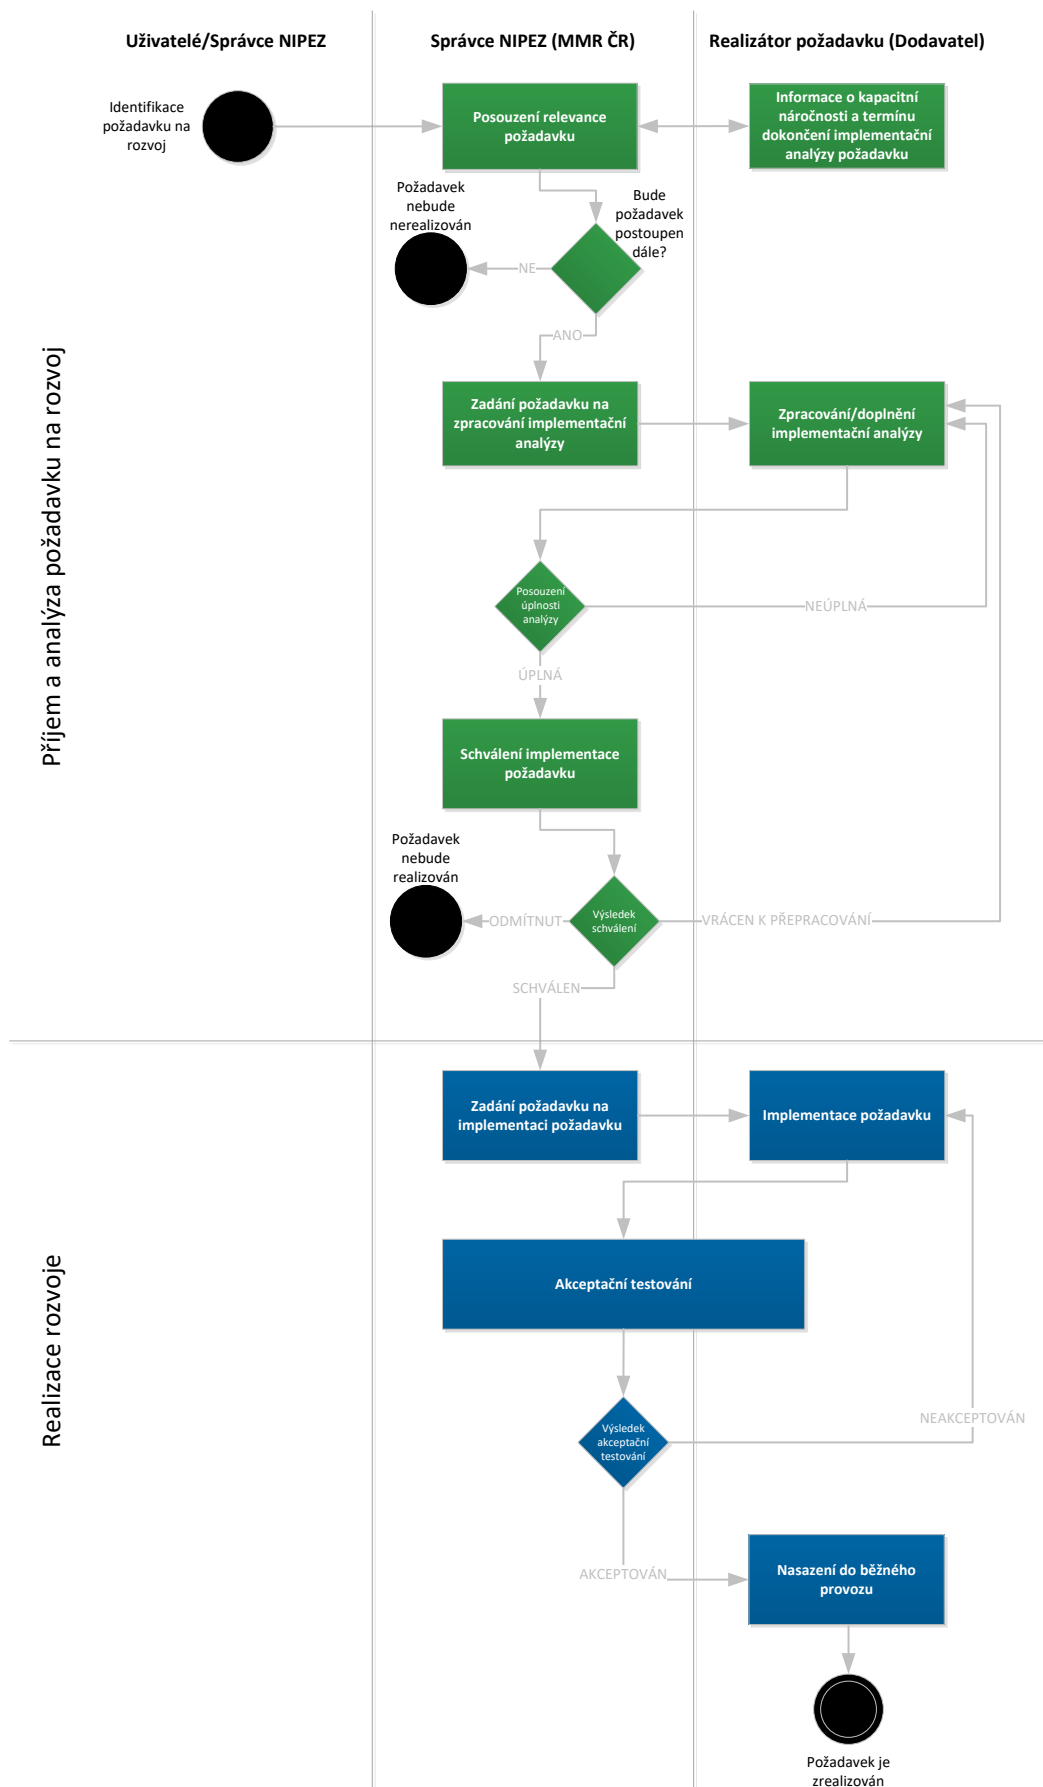 Uživatelé/Správce NIPEZ
Správce NIPEZ (MMR ČR)
Realizátor požadavku (Dodavatel)
Příjem a analýza požadavku na rozvoj
Identifikace
požadavku na
rozvoj
Posouzení relevance
požadavku
Informace o kapacitní
náročnosti a termínu
dokončení implementační
analýzy požadavku
Požadavek
nebude
nerealizován
Bude
požadavek
postoupen
dále?
NE
ANO
Zadání požadavku na
zpracování implementační
analýzy
Zpracování/doplnění
implementační analýzy
Posouzení
úplnosti
analýzy
NEÚPLNÁ
ÚPLNÁ
Schválení implementace
požadavku
Požadavek
nebude
realizován
ODMÍTNUT
Výsledek
schválení
VRÁCEN K PŘEPRACOVÁNÍ
SCHVÁLEN
Realizace rozvoje
Zadání požadavku na
implementaci požadavku
Implementace požadavku
Akceptační testování
Výsledek
akceptační
testování
NEAKCEPTOVÁN
AKCEPTOVÁN
Nasazení do běžného
provozu
Požadavek je
zrealizován